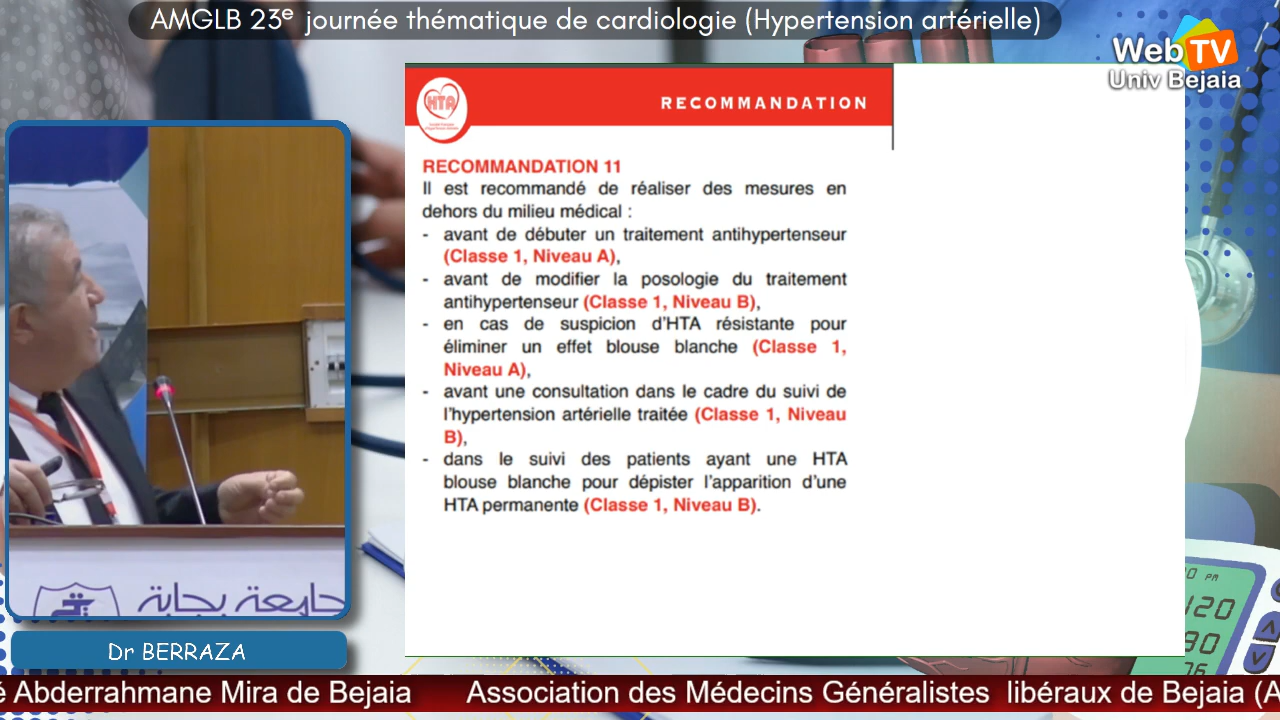 AMGLB 23e journée thématique de cardiologie (Hypertension artérielle)
WebTV
Univ Bejaia
HTA
RECOMMANDATION
RECOMMANDATION 11
Il est recommandé de réaliser des mesures en
dehors du milieu médical :
- avant de débuter un traitement antihypertenseur
(Classe 1, Niveau A),
- avant de modifier la posologie du traitement
antihypertenseur (Classe 1, Niveau B),
- en cas de suspicion d’HTA résistante pour
éliminer un effet blouse blanche (Classe 1,
Niveau A),
- avant une consultation dans le cadre du suivi de
l’hypertension artérielle traitée (Classe 1, Niveau
B),
- dans le suivi des patients ayant une HTA
blouse blanche pour dépister l’apparition d’une
HTA permanente (Classe 1, Niveau B).
PM
120
80
76
جامعة بجاية
Dr BERRAZA
é Abderrahmane Mira de Bejaia Association des Médecins Généralistes libéraux de Bejaia (A